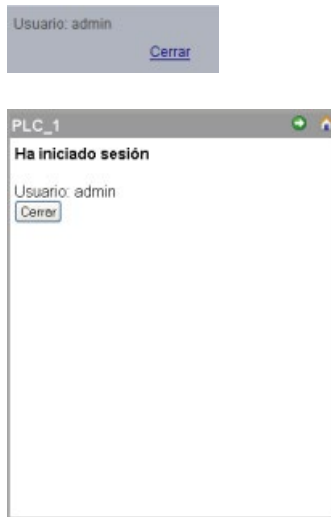 Usuario: admin
Cerrar
PLC_1
Ha iniciado sesión
Usuario: admin
Cerrar